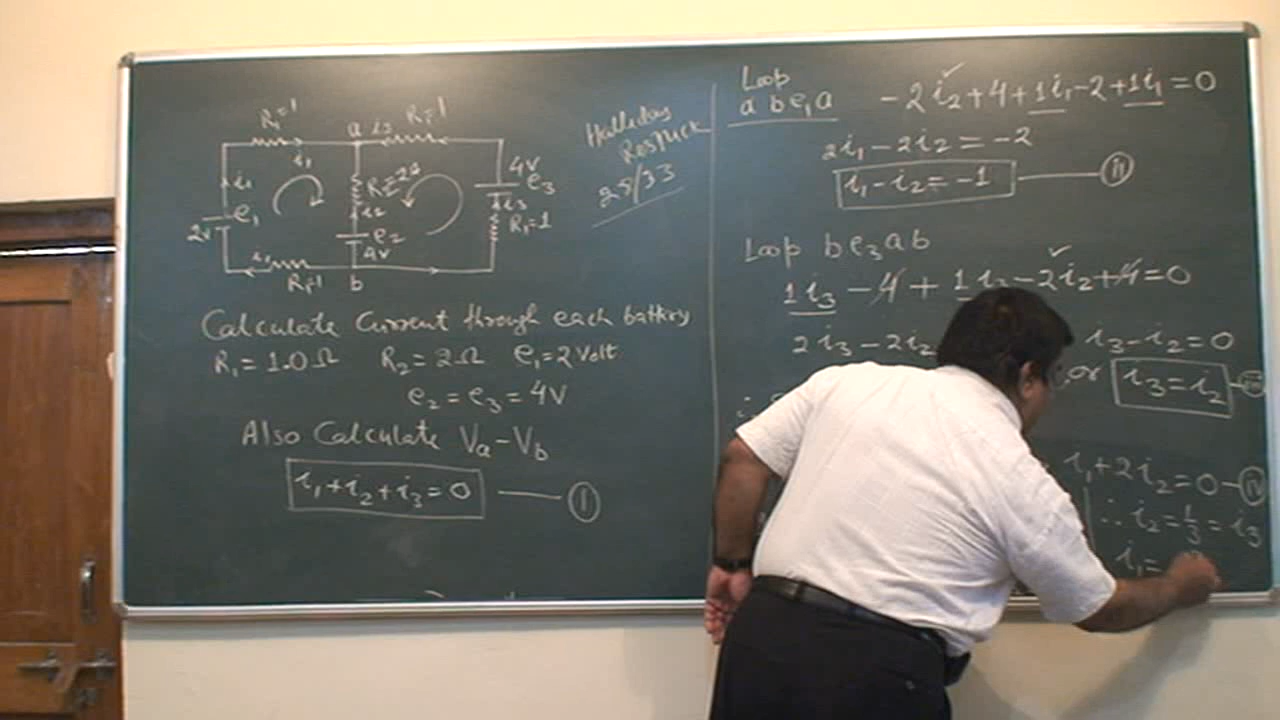 R₁=1
a
i₃
R₁=1
i₁
i₁
R₂=2Ω
4V
e₃
i₃
R₁=1
2V
e₁
i₂
e₂
4V
i₁
R₁=1
b
Calculate Current through each battery
R₁ = 1.0Ω R₂ = 2Ω e₁ = 2 Volt
e₂ = e₃ = 4V
Also Calculate Vₐ - V_b
i₁ + i₂ + i₃ = 0 — I
Halliday
Resnick
28/33
Loop
a b e₁ a
-2i₂ + 4 + 1i₁ - 2 + 1i₁ = 0
2i₁ - 2i₂ = -2
i₁ - i₂ = -1 — II
Loop b e₃ a b
1i₃ - 4 + 1i₃ - 2i₂ + 4 = 0
2i₃ - 2i₂ i₃ - i₂ = 0
or i₃ = i₂ — III
i₁ + 2i₂ = 0 — IV
∴ i₂ = 1/3 = i₃
i₁ =